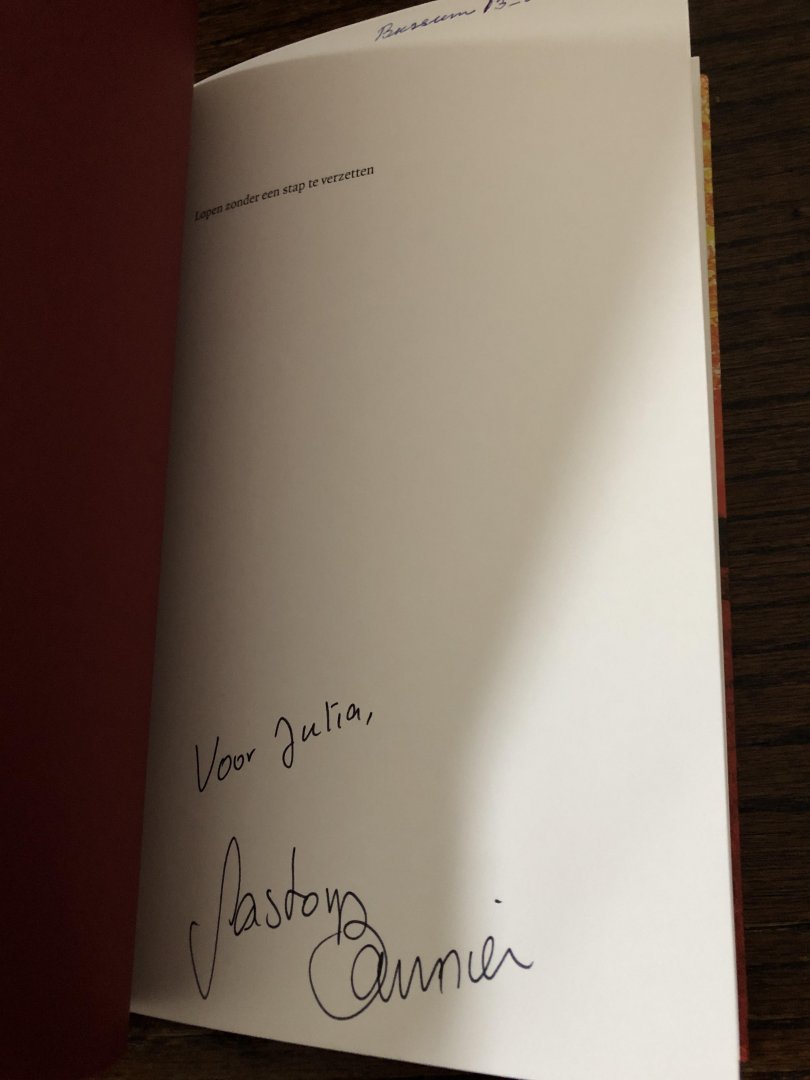 Bussum 13-
Lopen zonder een stap te verzetten
Voor Julia,